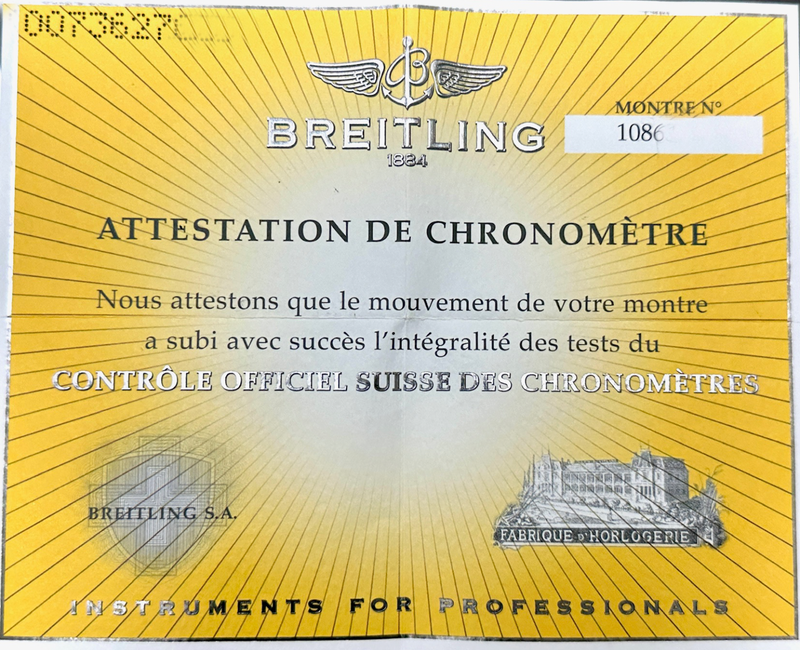 0073627
BREITLING
1884
MONTRE N°
1086
ATTESTATION DE CHRONOMÈTRE
Nous attestons que le mouvement de votre montre
a subi avec succès l'intégralité des tests du
CONTRÔLE OFFICIEL SUISSE DES CHRONOMÈTRES
BREITLING S.A.
FABRIQUE D'HORLOGERIE
INSTRUMENTS FOR PROFESSIONALS